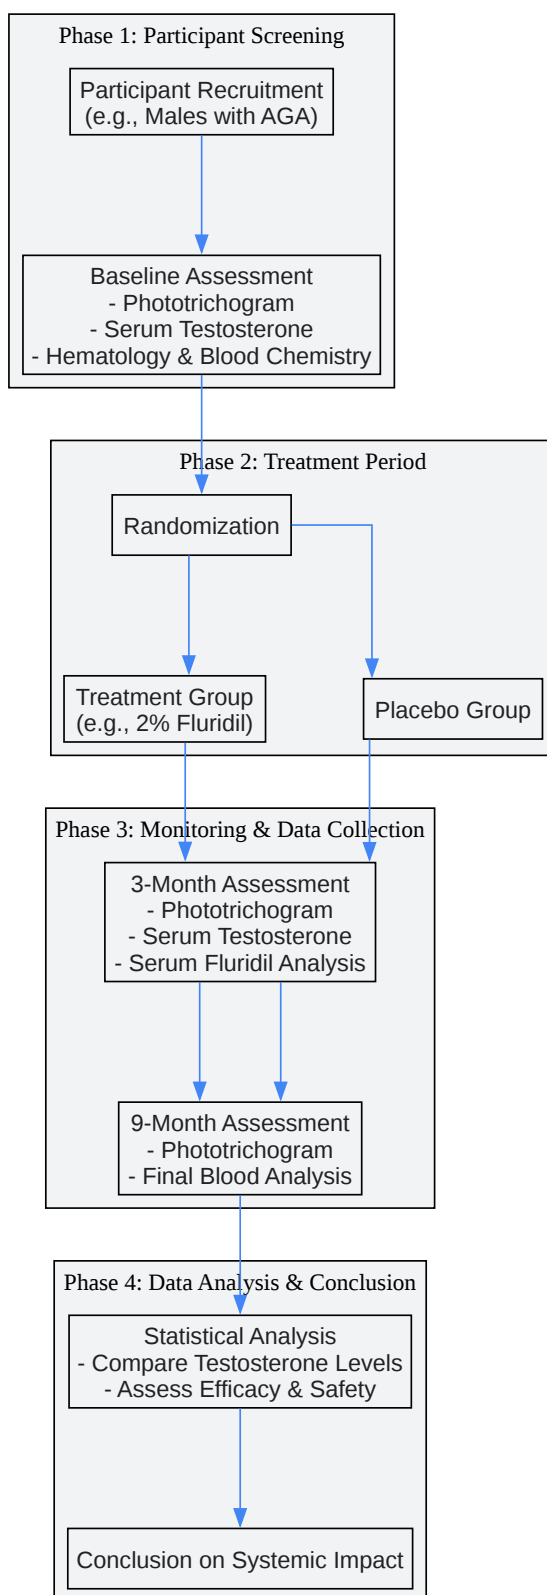 Phase 1: Participant Screening
Participant Recruitment
(e.g., Males with AGA)
Baseline Assessment
- Phototrichogram
- Serum Testosterone
- Hematology & Blood Chemistry
Phase 2: Treatment Period
Randomization
Treatment Group
(e.g., 2% Fluridil)
Placebo Group
Phase 3: Monitoring & Data Collection
3-Month Assessment
- Phototrichogram
- Serum Testosterone
- Serum Fluridil Analysis
9-Month Assessment
- Phototrichogram
- Final Blood Analysis
Phase 4: Data Analysis & Conclusion
Statistical Analysis
- Compare Testosterone Levels
- Assess Efficacy & Safety
Conclusion on Systemic Impact